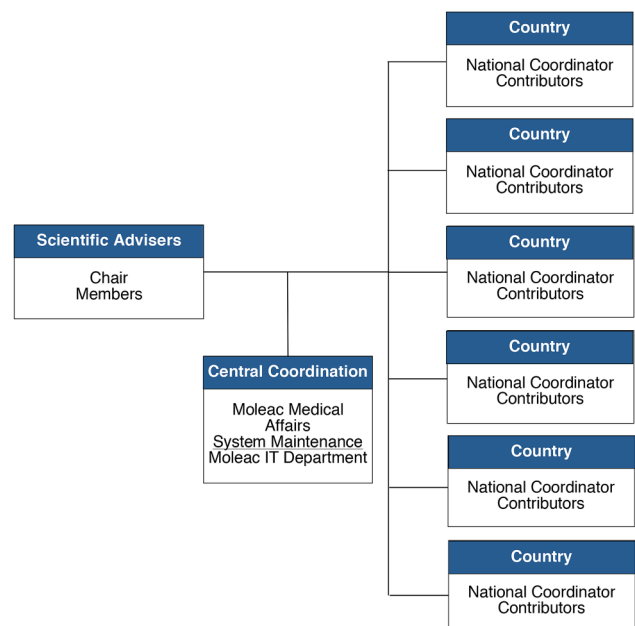 Country
National Coordinator
Contributors
Country
National Coordinator
Contributors
Scientific Advisers
Chair
Members
Country
National Coordinator
Contributors
Central Coordination
Moleac Medical
Affairs
System Maintenance
Moleac IT Department
Country
National Coordinator
Contributors
Country
National Coordinator
Contributors
Country
National Coordinator
Contributors